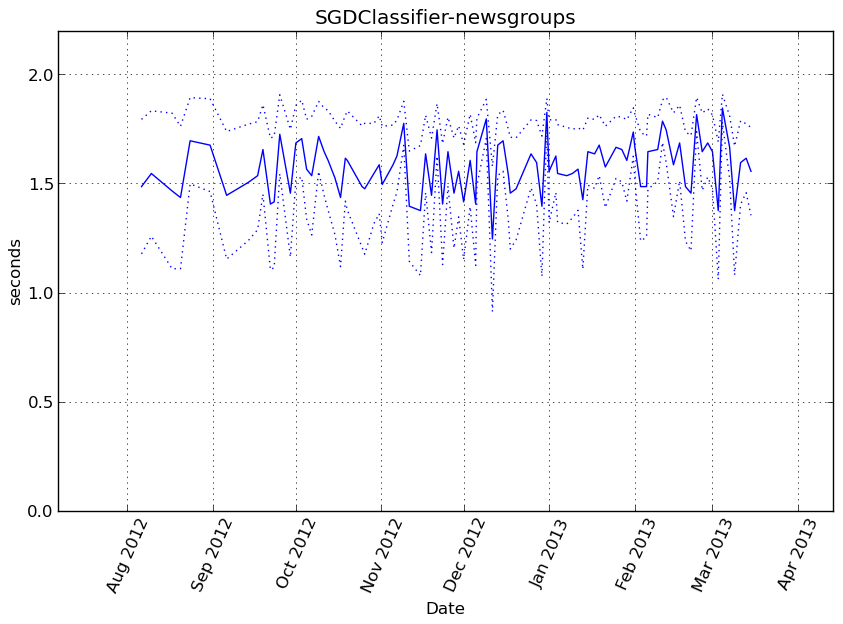 SGDClassifier-newsgroups
2.0
1.5
1.0
0.5
0.0
seconds
Aug 2012
Sep 2012
Oct 2012
Nov 2012
Dec 2012
Jan 2013
Feb 2013
Mar 2013
Apr 2013
Date